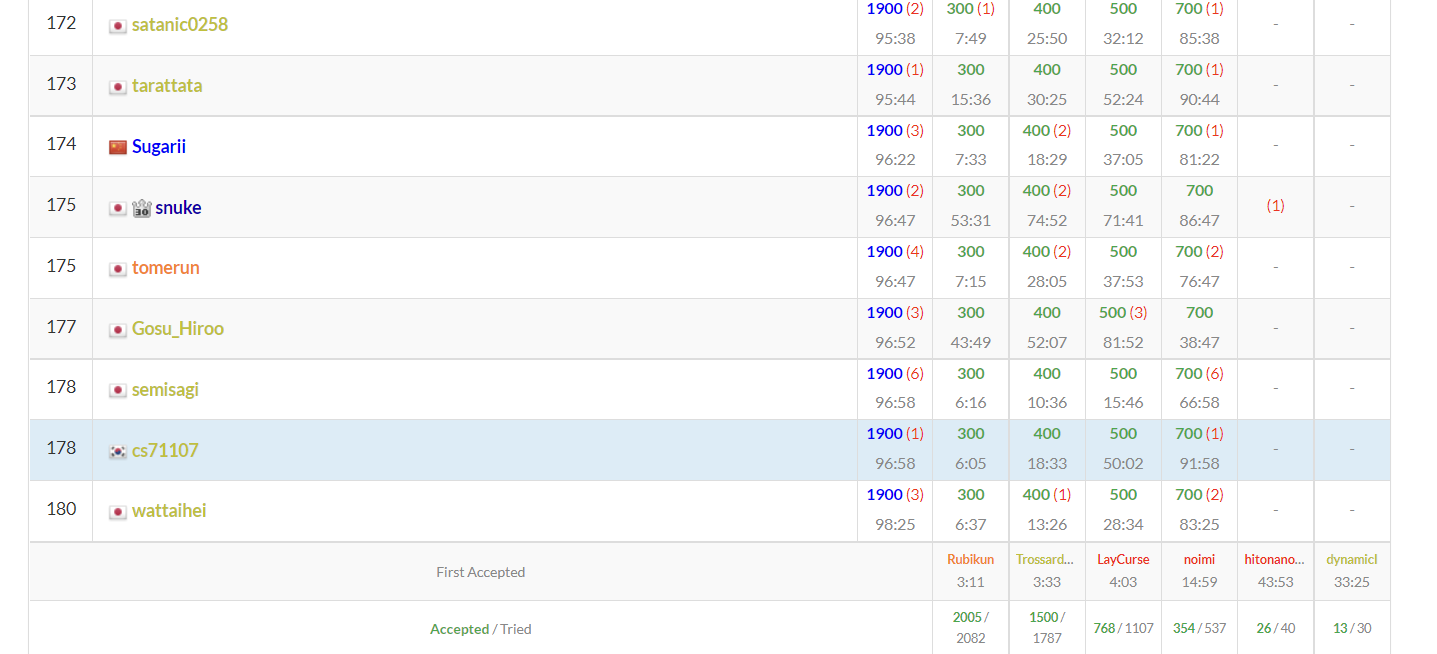 172 satanic0258 1900 (2) 300 (1) 400 500 700 (1) - -
95:38 7:49 25:50 32:12 85:38
173 tarattata 1900 (1) 300 400 500 700 (1) - -
95:44 15:36 30:25 52:24 90:44
174 Sugarii 1900 (3) 300 400 (2) 500 700 (1) - -
96:22 7:33 18:29 37:05 81:22
175 30 snuke 1900 (2) 300 400 (2) 500 700 (1) -
96:47 53:31 74:52 71:41 86:47
175 tomerun 1900 (4) 300 400 (2) 500 700 (2) - -
96:47 7:15 28:05 37:53 76:47
177 Gosu_Hiroo 1900 (3) 300 400 500 (3) 700 - -
96:52 43:49 52:07 81:52 38:47
178 semisagi 1900 (6) 300 400 500 700 (6) - -
96:58 6:16 10:36 15:46 66:58
178 cs71107 1900 (1) 300 400 500 700 (1) - -
96:58 6:05 18:33 50:02 91:58
180 wattaihei 1900 (3) 300 400 (1) 500 700 (2) - -
98:25 6:37 13:26 28:34 83:25
First Accepted Rubikun Trossard... LayCurse noimi hitonano... dynamicl
3:11 3:33 4:03 14:59 43:53 33:25
Accepted / Tried 2005 / 1500 / 768 / 1107 354 / 537 26 / 40 13 / 30
2082 1787